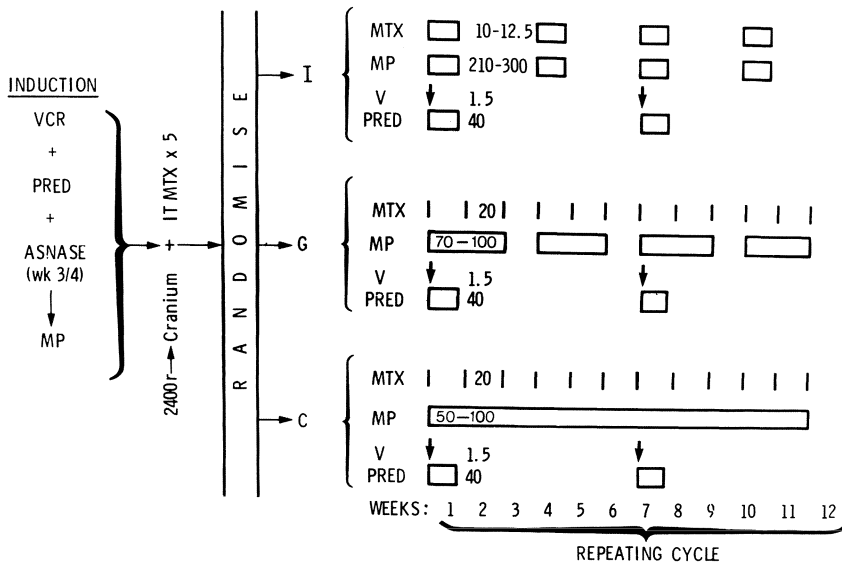 INDUCTION
VCR
+
PRED
+
ASNASE
(wk 3/4)
MP
2400r → Cranium + IT MTX x 5
RANDOMISE
I
MTX 10-12.5
MP 210-300
V 1.5
PRED 40
G
MTX 20
MP 70-100
V 1.5
PRED 40
C
MTX 20
MP 50-100
V 1.5
PRED 40
WEEKS: 1 2 3 4 5 6 7 8 9 10 11 12
REPEATING CYCLE